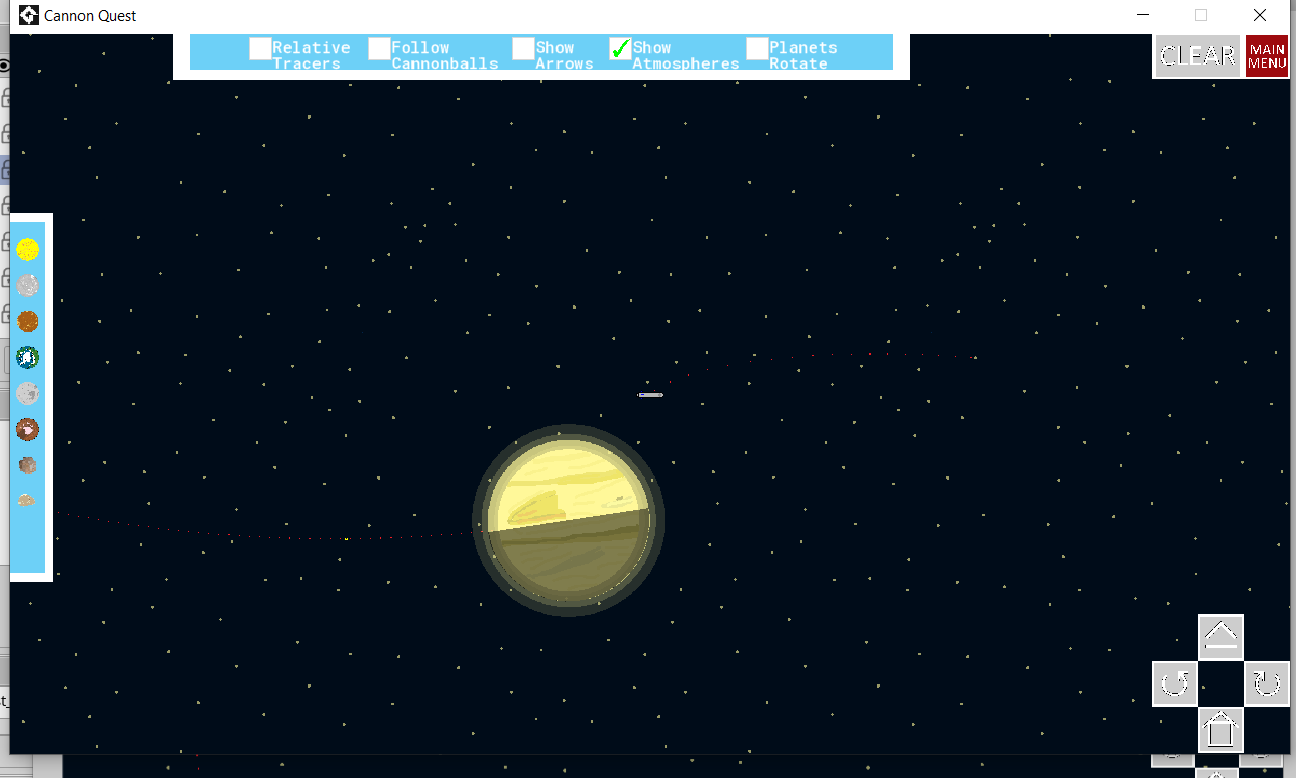 Cannon Quest
Relative Tracers
Follow Cannonballs
Show Arrows
Show Atmospheres
Planets Rotate
CLEAR
MAIN
MENU